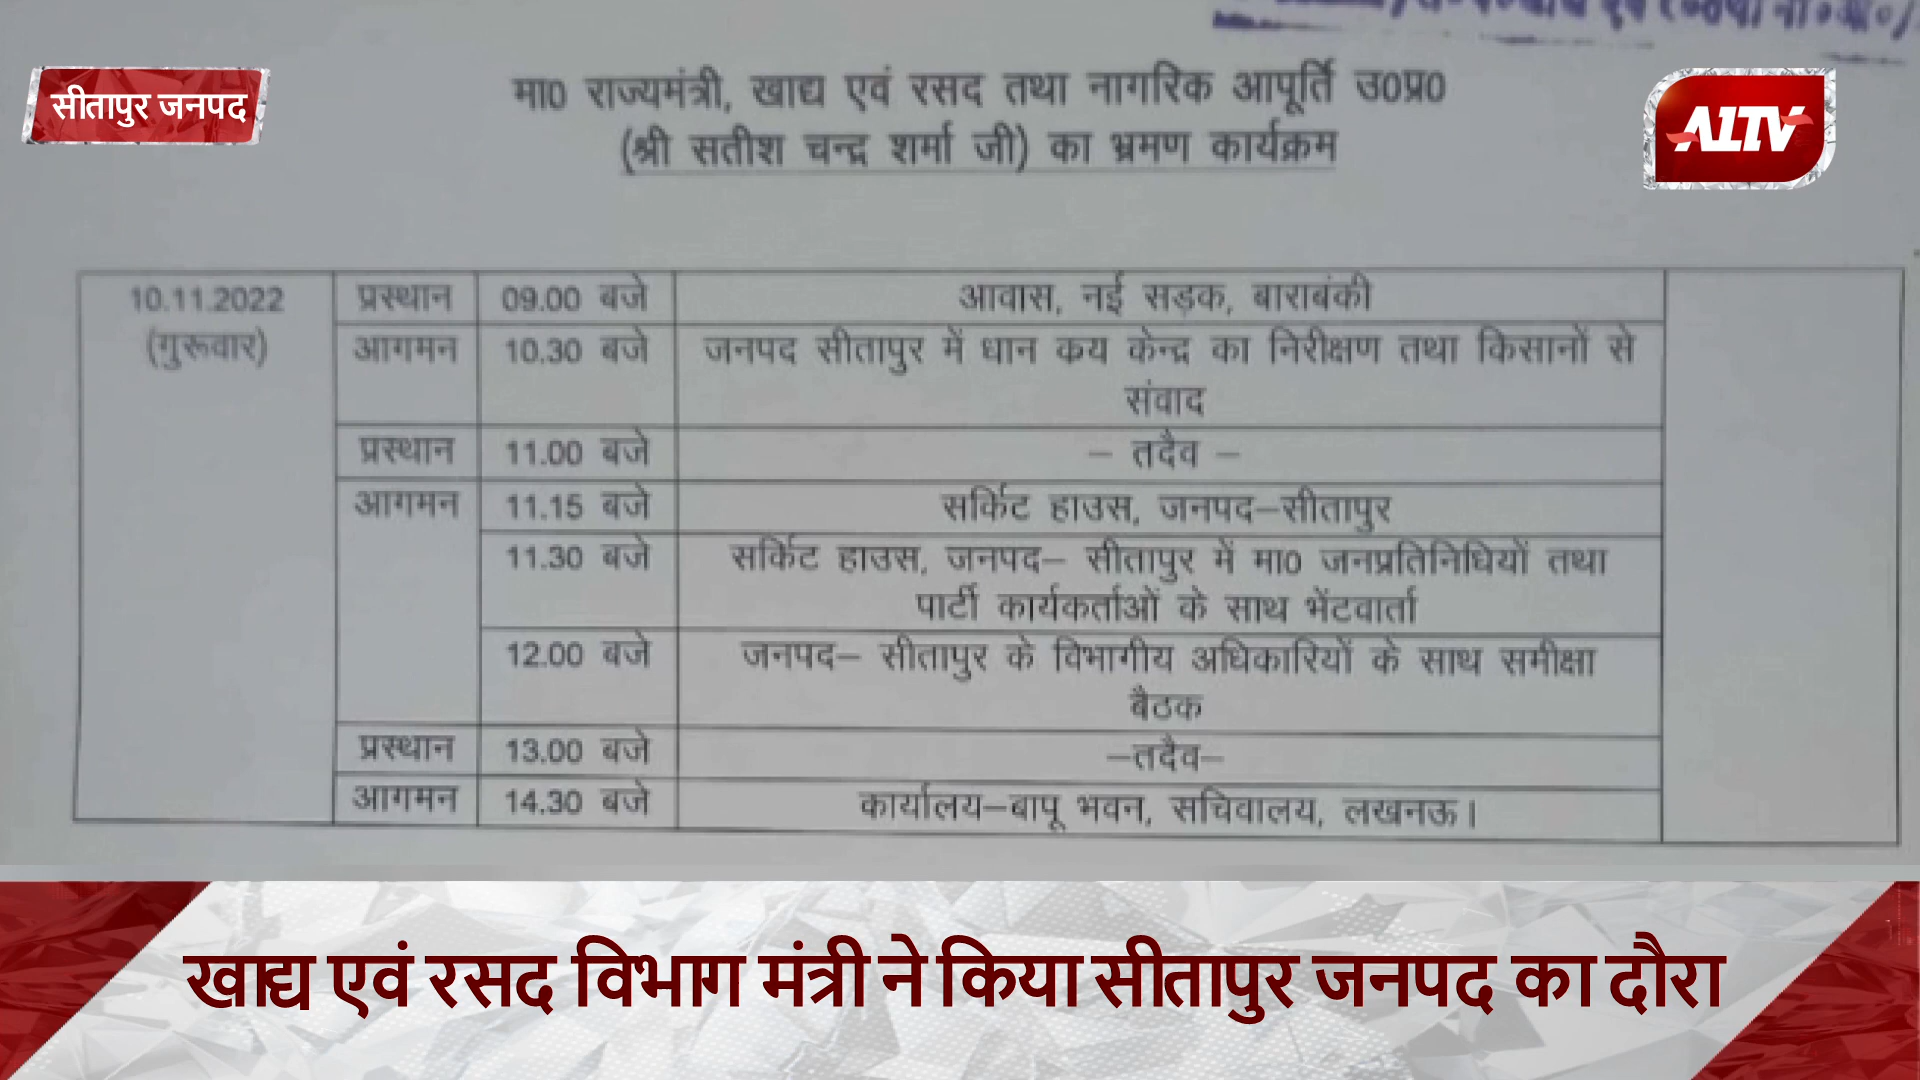 सीतापुर जनपद
A1TV
मा0 राज्यमंत्री, खाद्य एवं रसद तथा नागरिक आपूर्ति उ0प्र0
(श्री सतीश चन्द्र शर्मा जी) का भ्रमण कार्यक्रम
10.11.2022 प्रस्थान 09.00 बजे आवास, नई सड़क, बाराबंकी
(गुरूवार) आगमन 10.30 बजे जनपद सीतापुर में धान क्रय केन्द्र का निरीक्षण तथा किसानों से
संवाद
प्रस्थान 11.00 बजे – तदैव –
आगमन 11.15 बजे सर्किट हाउस, जनपद–सीतापुर
11.30 बजे सर्किट हाउस, जनपद– सीतापुर में मा0 जनप्रतिनिधियों तथा
पार्टी कार्यकर्ताओं के साथ भेंटवार्ता
12.00 बजे जनपद– सीतापुर के विभागीय अधिकारियों के साथ समीक्षा
बैठक
प्रस्थान 13.00 बजे –तदैव–
आगमन 14.30 बजे कार्यालय–बापू भवन, सचिवालय, लखनऊ।
खाद्य एवं रसद विभाग मंत्री ने किया सीतापुर जनपद का दौरा